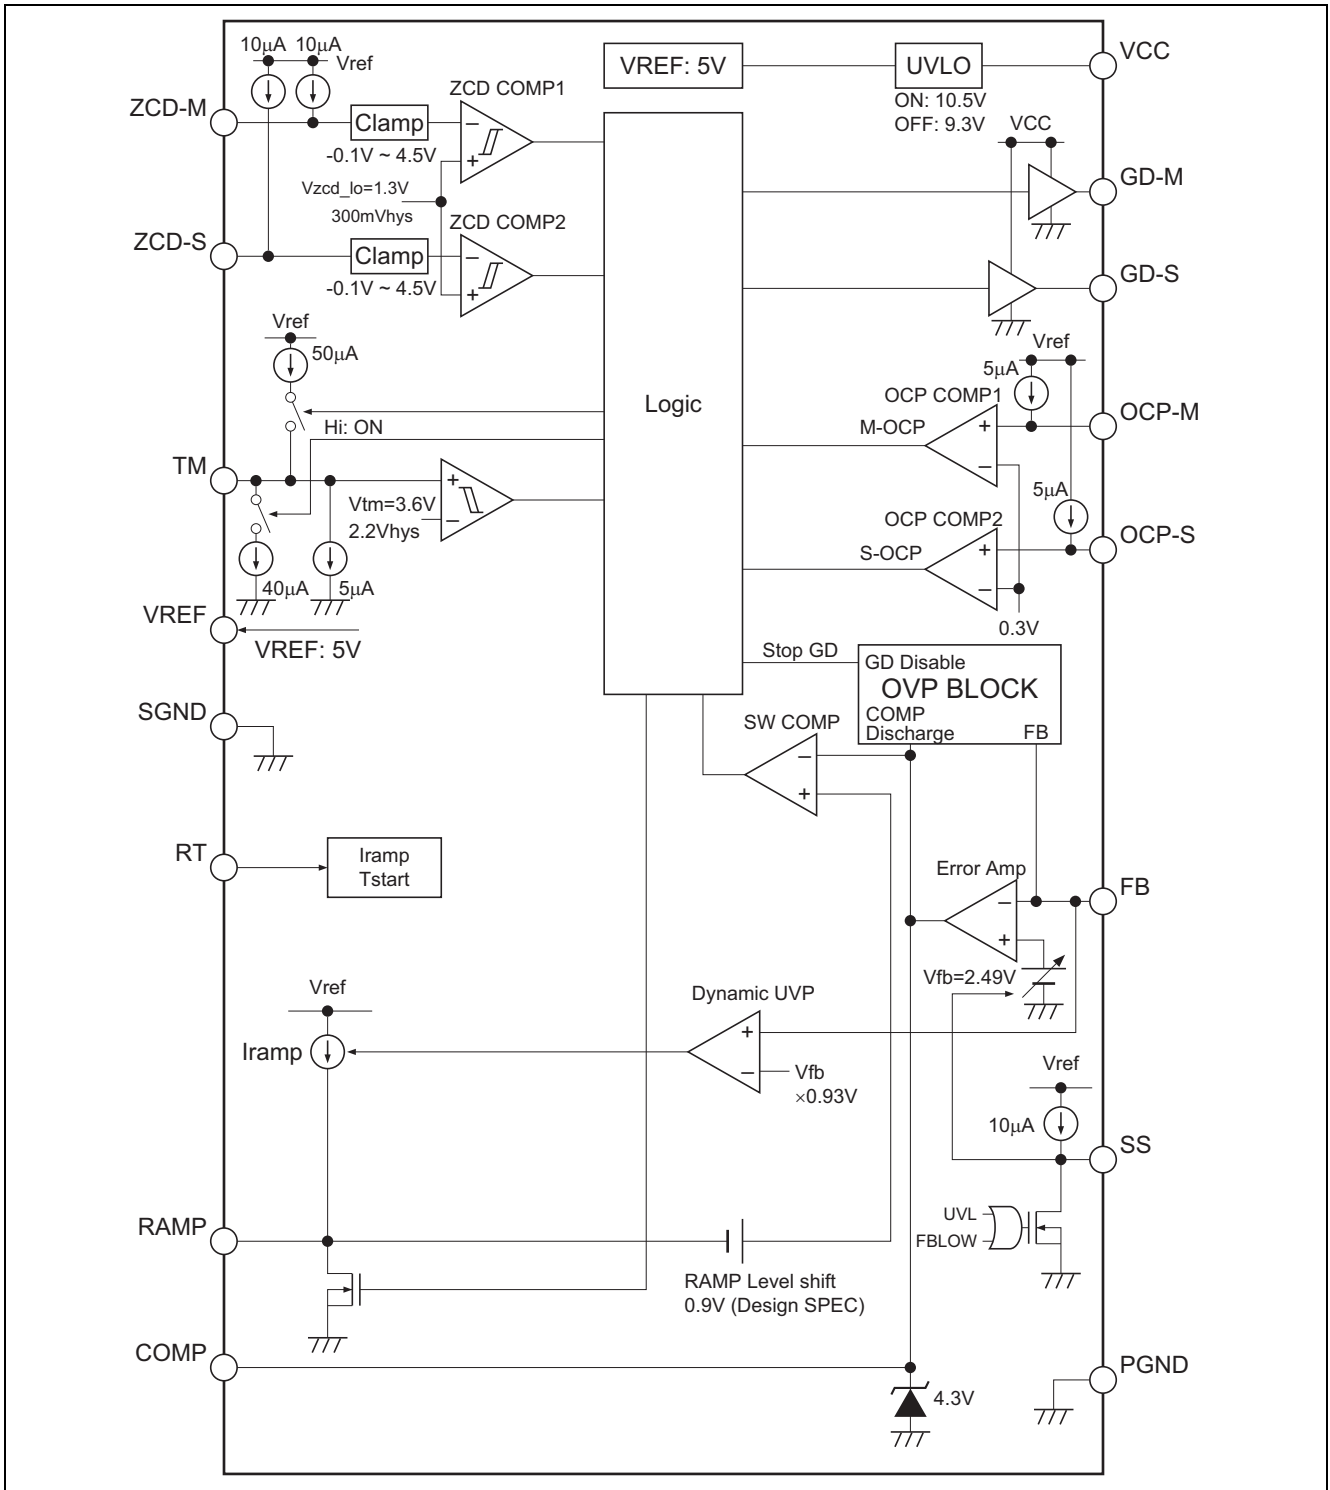 10μA 10μA
Vref
VREF: 5V
UVLO
VCC
ON: 10.5V
OFF: 9.3V
ZCD-M
Clamp
-0.1V ~ 4.5V
ZCD COMP1
−
+
VCC
GD-M
Vzcd_lo=1.3V
300mVhys
ZCD COMP2
ZCD-S
Clamp
-0.1V ~ 4.5V
−
+
GD-S
Vref
50μA
Hi: ON
Logic
Vref
5μA
OCP COMP1
M-OCP
+
−
OCP-M
TM
Vtm=3.6V
2.2Vhys
+
−
40μA
5μA
5μA
OCP COMP2
S-OCP
+
−
OCP-S
0.3V
VREF
VREF: 5V
Stop GD
GD Disable
OVP BLOCK
COMP
Discharge
FB
SGND
SW COMP
−
+
RT
Iramp
Tstart
Error Amp
−
+
FB
Vfb=2.49V
Vref
Iramp
Dynamic UVP
+
−
Vfb
×0.93V
Vref
10μA
SS
UVL
FBLOW
RAMP
RAMP Level shift
0.9V (Design SPEC)
COMP
4.3V
PGND